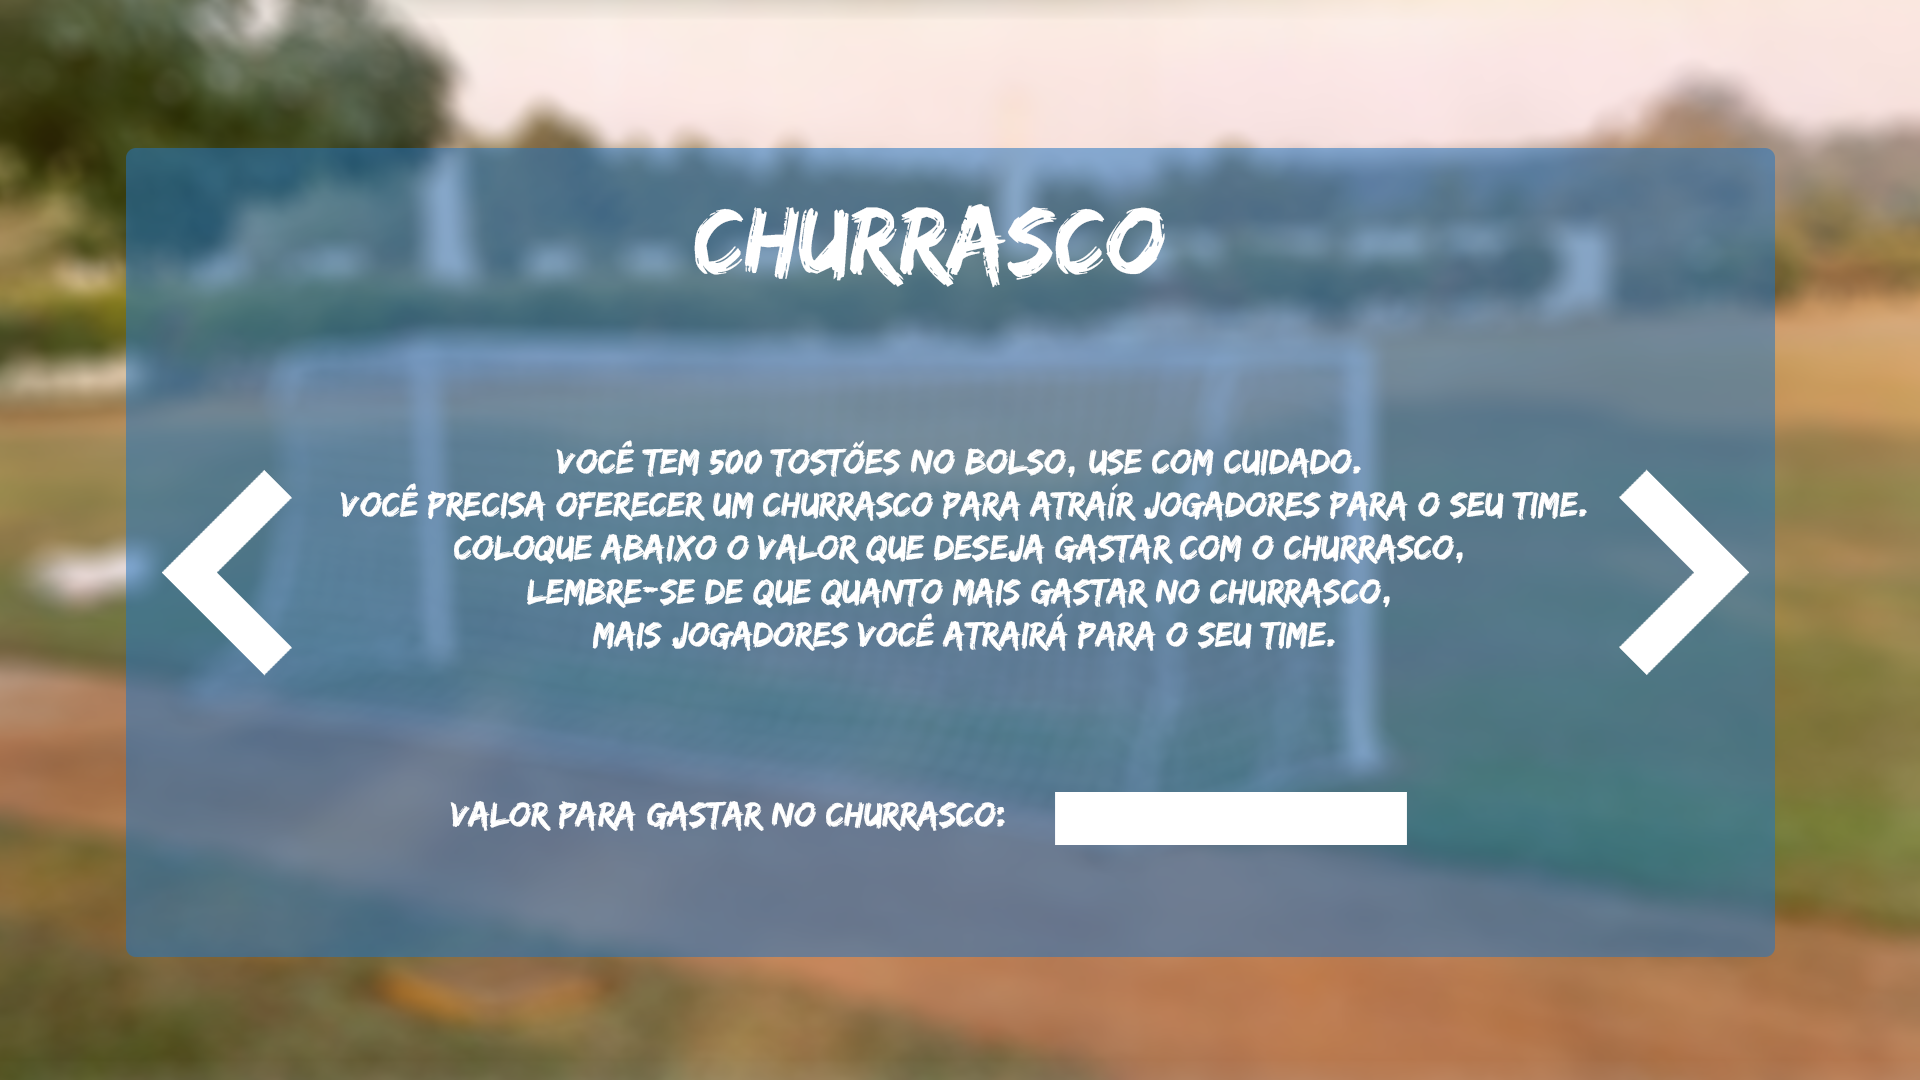 CHURRASCO
VOCÊ TEM 500 TOSTÕES NO BOLSO, USE COM CUIDADO.
VOCÊ PRECISA OFERECER UM CHURRASCO PARA ATRAÍR JOGADORES PARA O SEU TIME.
COLOQUE ABAIXO O VALOR QUE DESEJA GASTAR COM O CHURRASCO,
LEMBRE-SE DE QUE QUANTO MAIS GASTAR NO CHURRASCO,
MAIS JOGADORES VOCÊ ATRAIRÁ PARA O SEU TIME.
VALOR PARA GASTAR NO CHURRASCO: